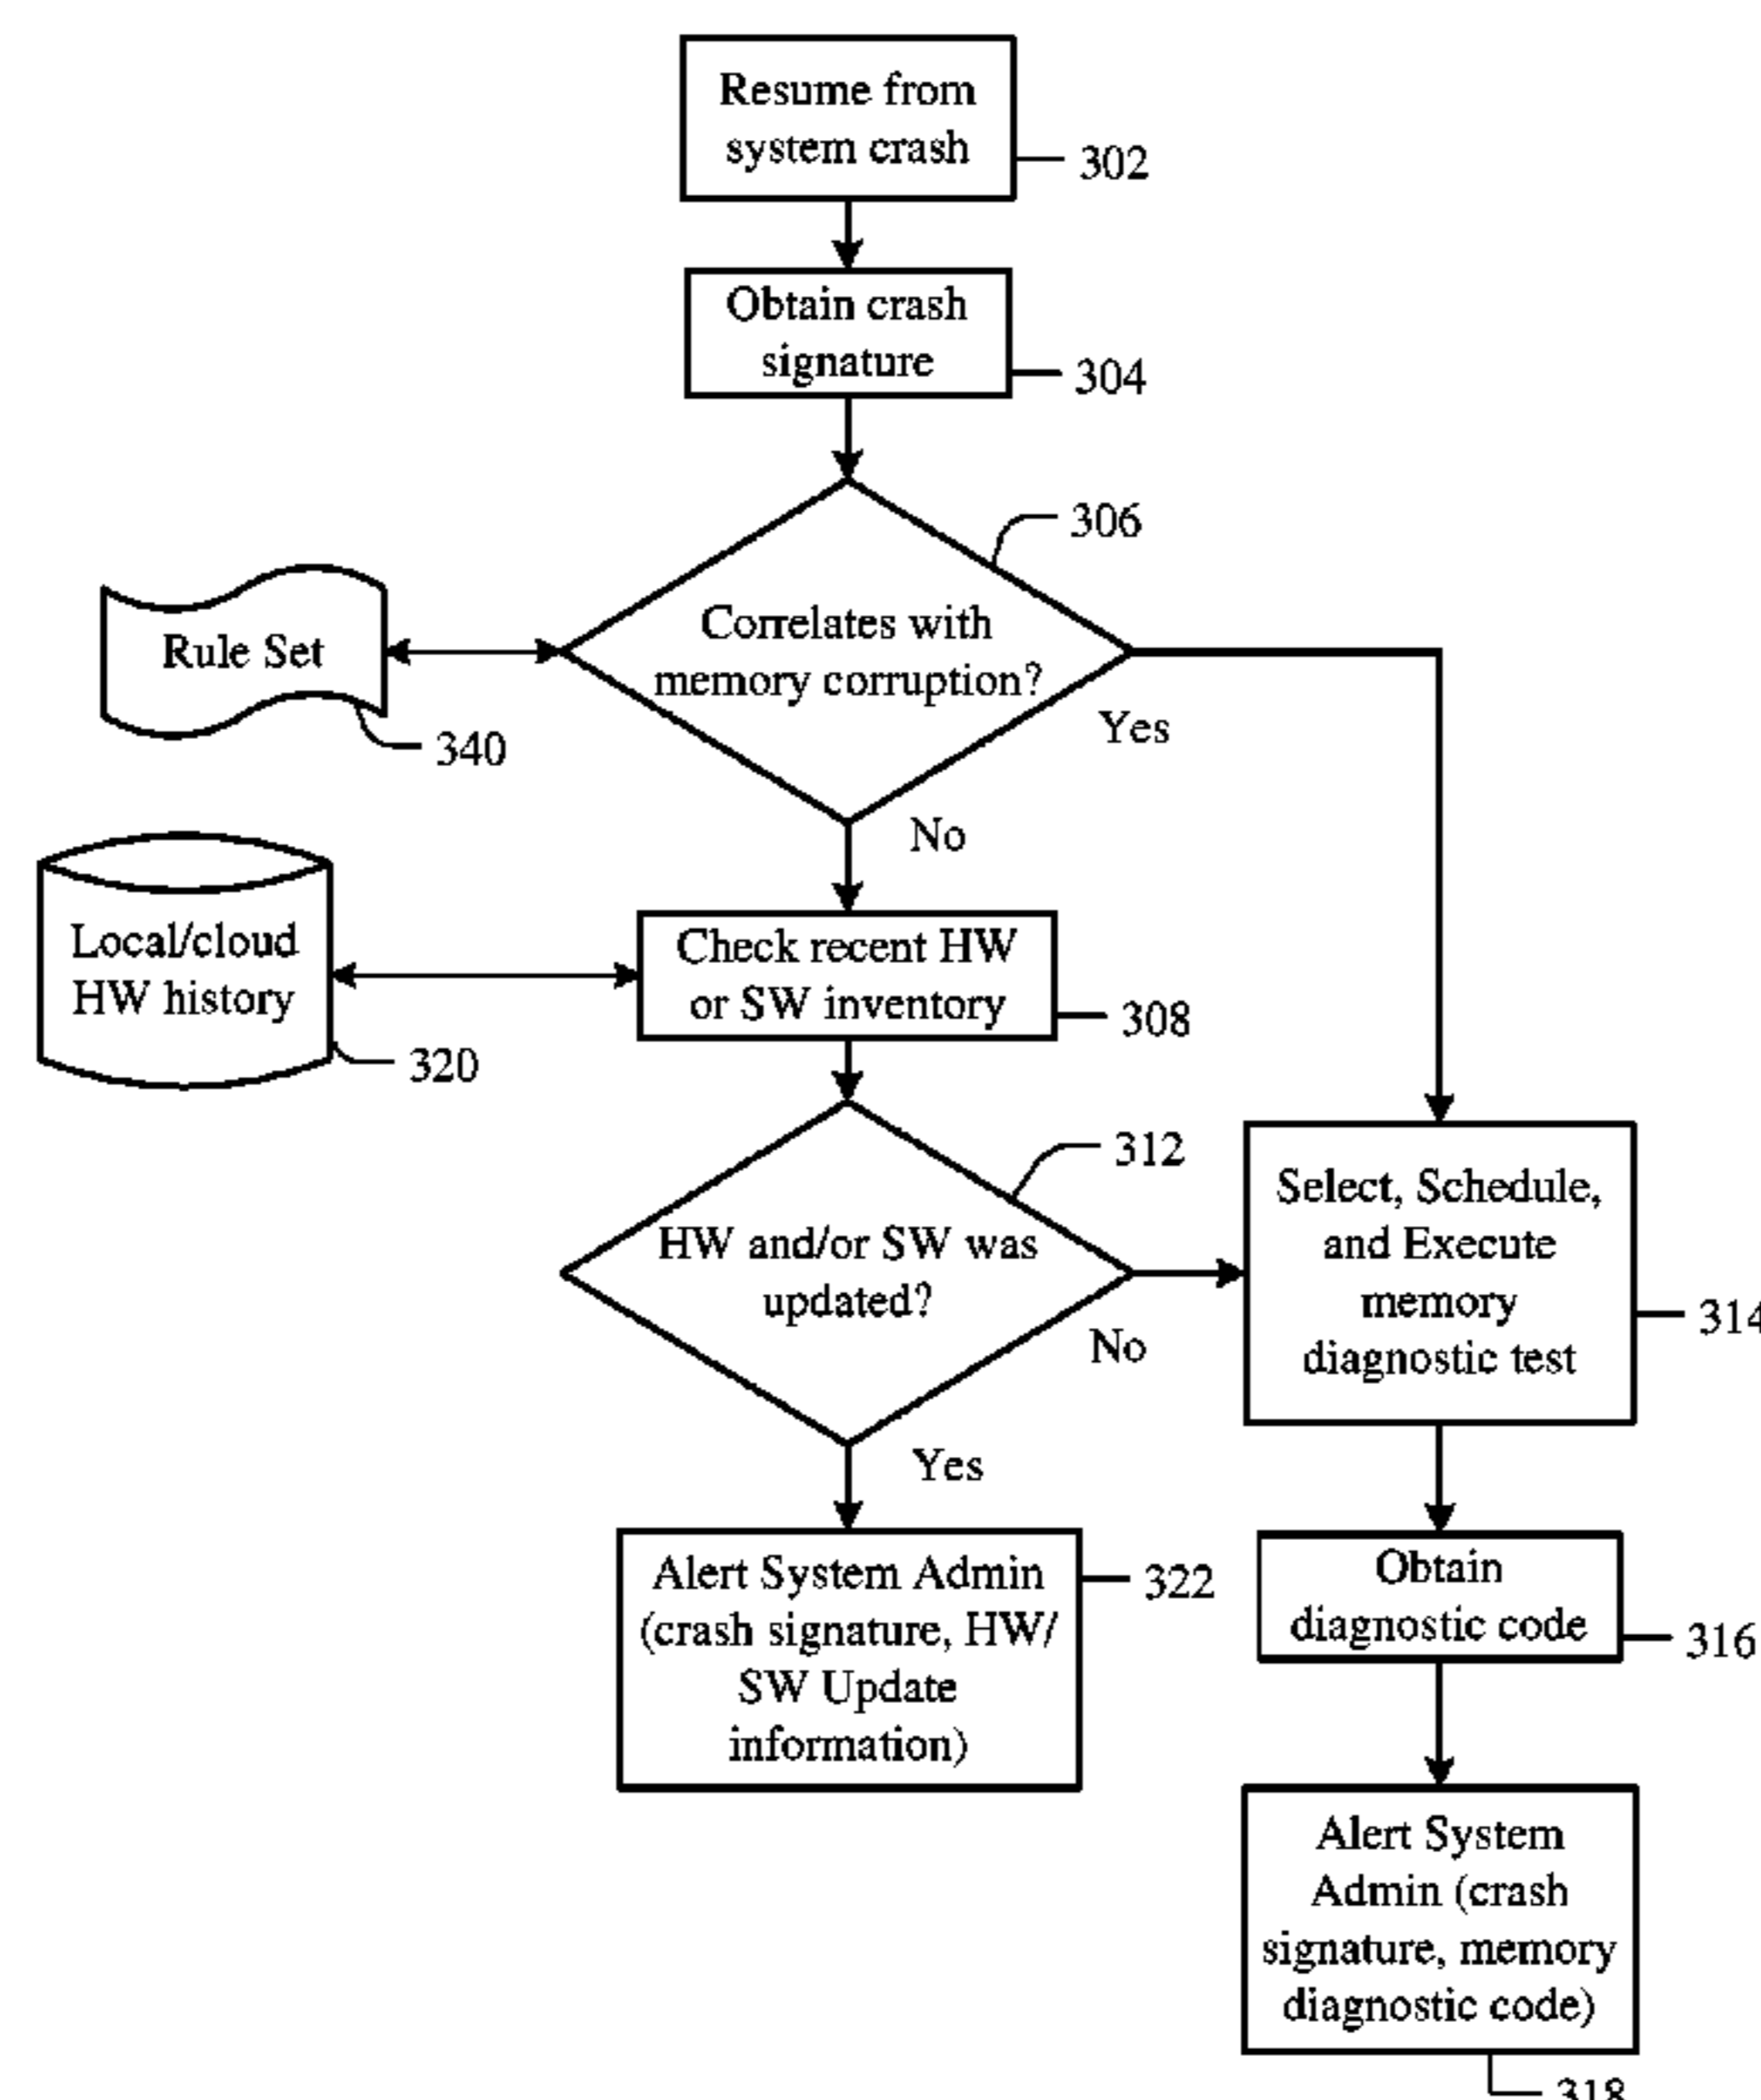 Resume from
system crash
302
Obtain crash
signature
304
306
Correlates with
memory corruption?
Rule Set
340
Yes
No
Local/cloud
HW history
320
Check recent HW
or SW inventory
308
312
HW and/or SW was
updated?
No
Yes
Select, Schedule,
and Execute
memory
diagnostic test
314
Alert System Admin
(crash signature, HW/
SW Update
information)
322
Obtain
diagnostic code
316
Alert System
Admin (crash
signature, memory
diagnostic code)
318